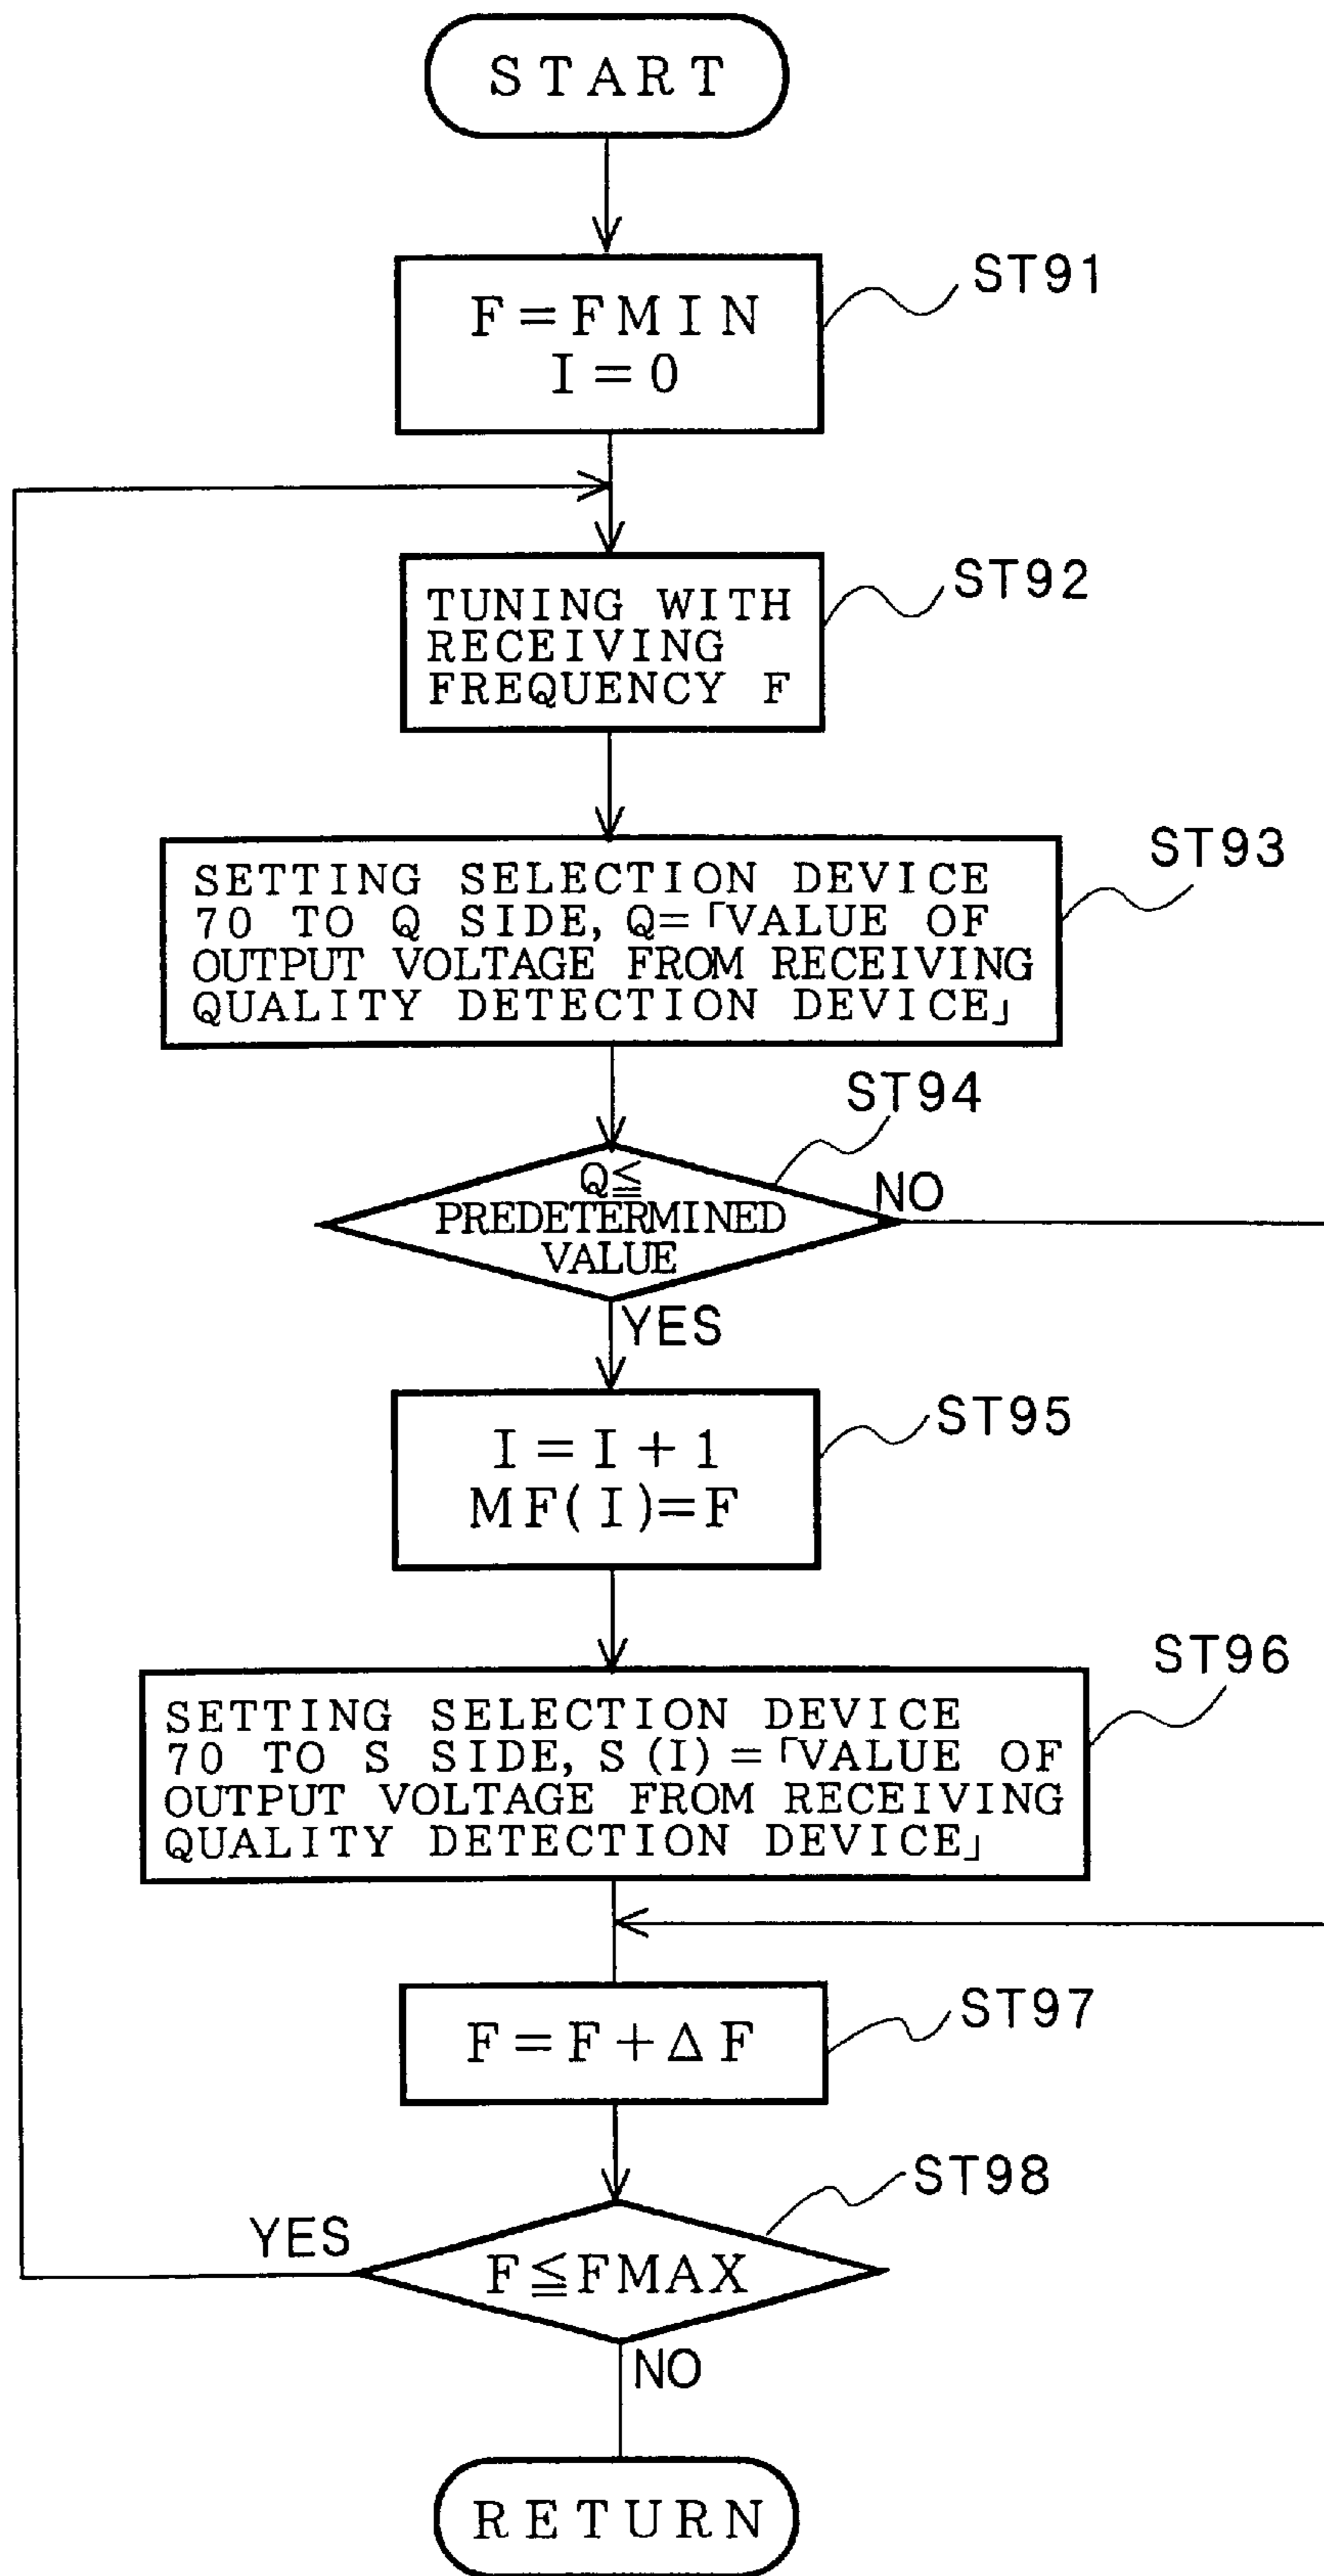 START
ST91
F=FMIN
I=0
ST92
TUNING WITH
RECEIVING
FREQUENCY F
ST93
SETTING SELECTION DEVICE
70 TO Q SIDE, Q=「VALUE OF
OUTPUT VOLTAGE FROM RECEIVING
QUALITY DETECTION DEVICE」
ST94
Q≦
PREDETERMINED
VALUE
NO
YES
ST95
I=I+1
MF(I)=F
ST96
SETTING SELECTION DEVICE
70 TO S SIDE, S(I)=「VALUE OF
OUTPUT VOLTAGE FROM RECEIVING
QUALITY DETECTION DEVICE」
ST97
F=F+ΔF
ST98
YES
F≦FMAX
NO
RETURN